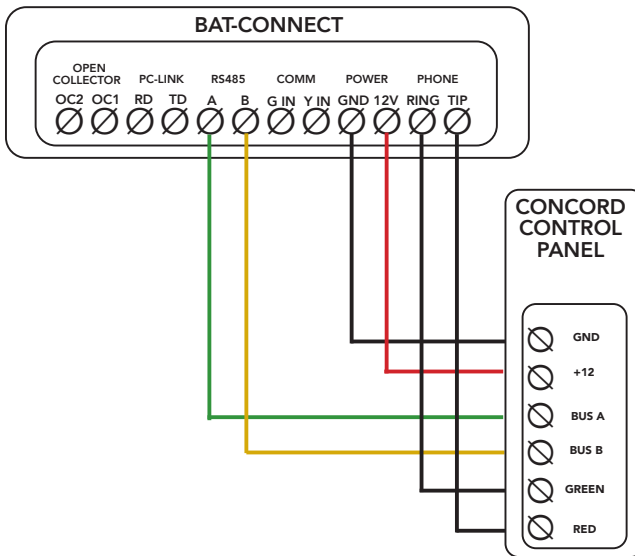 BAT-CONNECT
OPEN COLLECTOR PC-LINK RS485 COMM POWER PHONE
OC2 OC1 RD TD A B G IN Y IN GND 12V RING TIP
CONCORD
CONTROL
PANEL
GND
+12
BUS A
BUS B
GREEN
RED